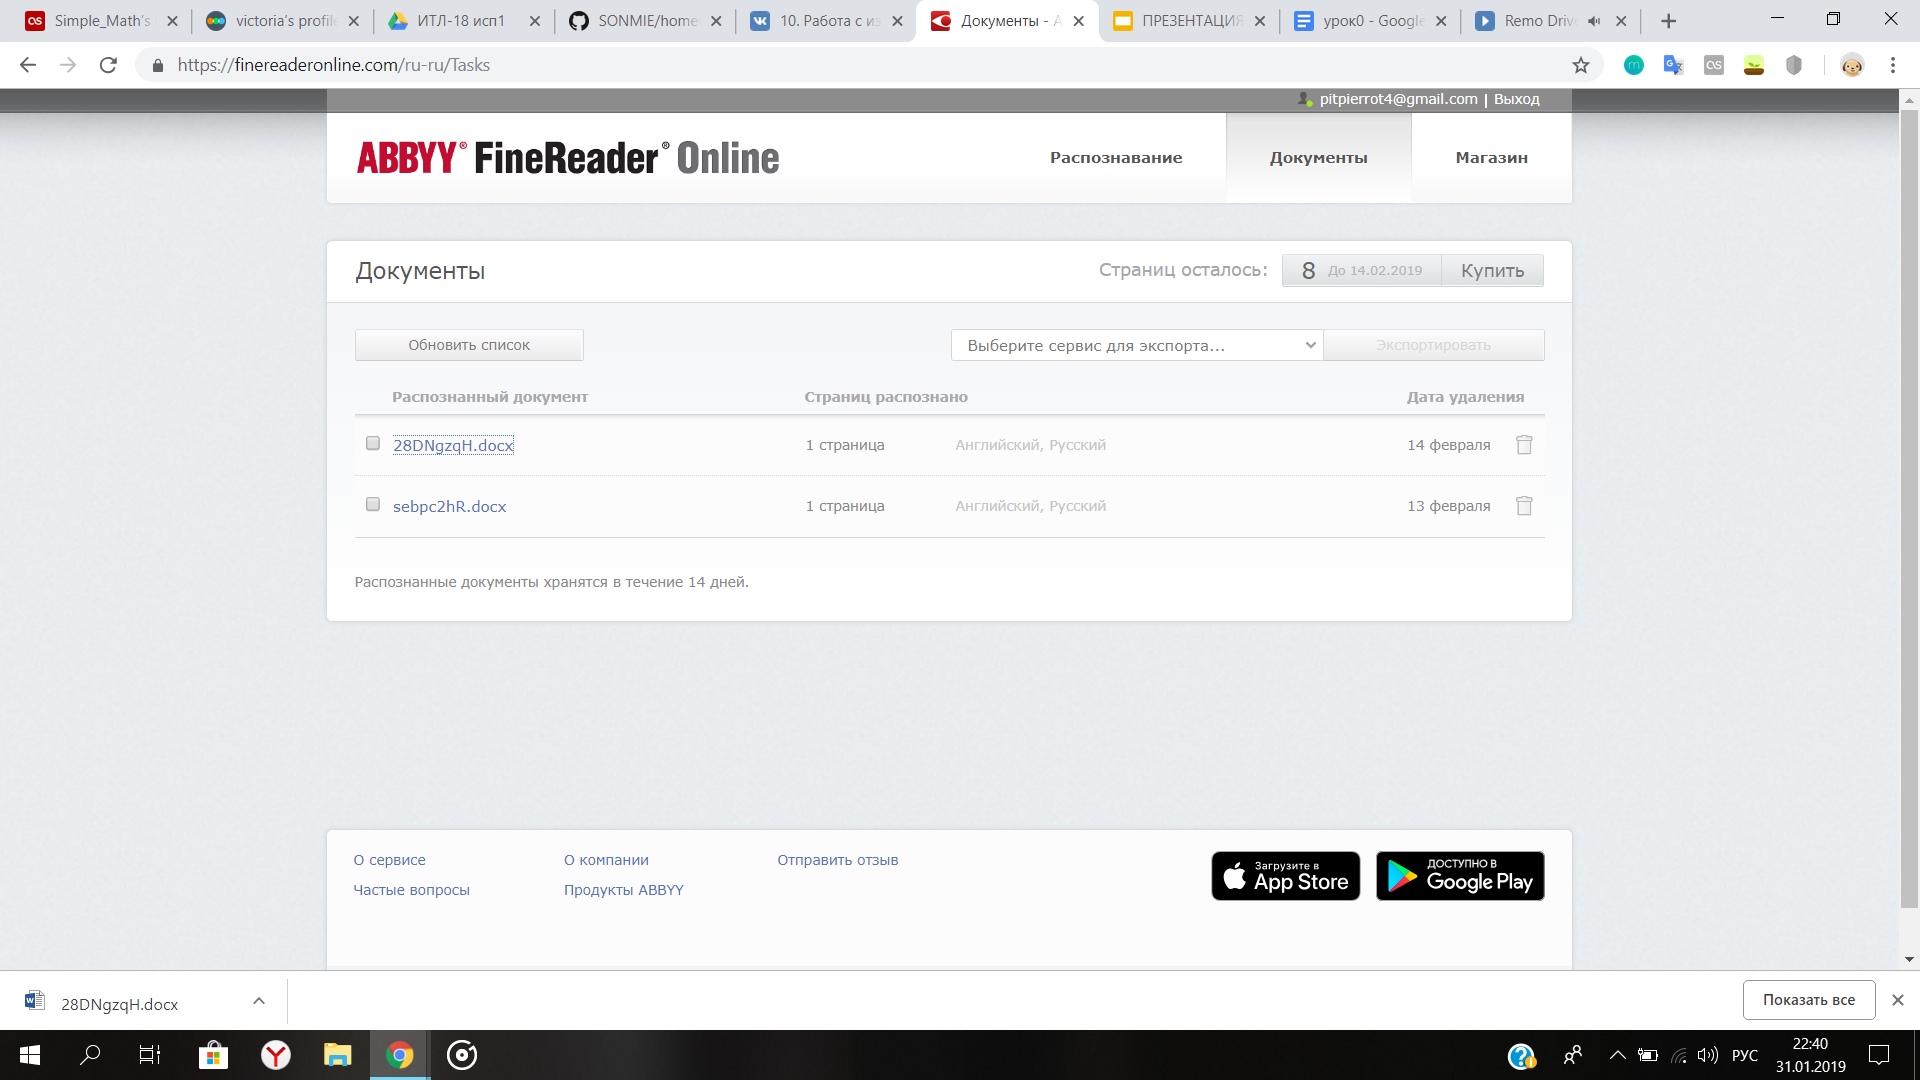 Simple_Math's
victoria's profile
ИТЛ-18 исп1
SONMIE/home
10. Работа с из
Документы - A
ПРЕЗЕНТАЦИЯ
урок0 - Google
Remo Drive
https://finereaderonline.com/ru-ru/Tasks
pitpierrot4@gmail.com | Выход
ABBYY® FineReader® Online
Распознавание
Документы
Магазин
Документы
Страниц осталось: 8 До 14.02.2019 Купить
Обновить список
Выберите сервис для экспорта...
Экспортировать
Распознанный документ Страниц распознано Дата удаления
28DNgzqH.docx 1 страница Английский, Русский 14 февраля
sebpc2hR.docx 1 страница Английский, Русский 13 февраля
Распознанные документы хранятся в течение 14 дней.
О сервисе О компании Отправить отзыв
Частые вопросы Продукты ABBYY
Загрузите в
App Store
ДОСТУПНО В
Google Play
28DNgzqH.docx
Показать все
РУС
22:40
31.01.2019